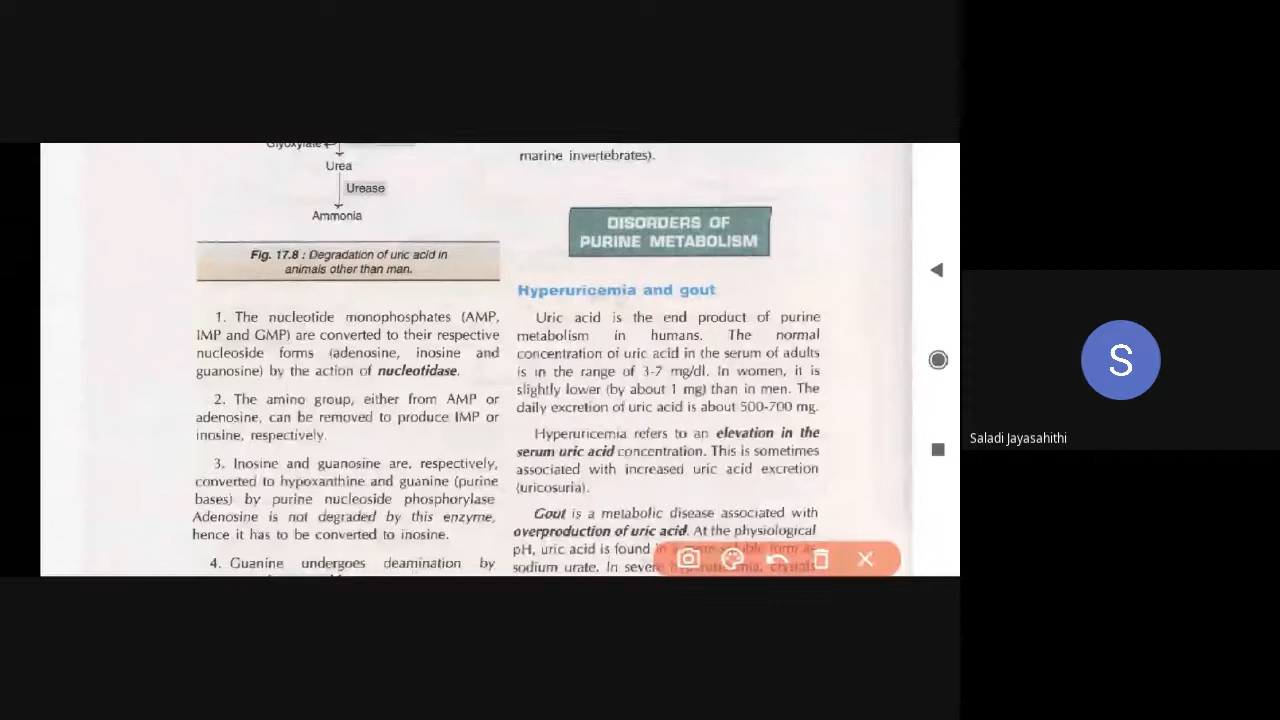 Glyoxylate
Urea
Urease
Ammonia
Fig. 17.8 : Degradation of uric acid in
animals other than man.
1. The nucleotide monophosphates (AMP,
IMP and GMP) are converted to their respective
nucleoside forms (adenosine, inosine and
guanosine) by the action of nucleotidase.
2. The amino group, either from AMP or
adenosine, can be removed to produce IMP or
inosine, respectively.
3. Inosine and guanosine are, respectively,
converted to hypoxanthine and guanine (purine
bases) by purine nucleoside phosphorylase
Adenosine is not degraded by this enzyme,
hence it has to be converted to inosine.
4. Guanine undergoes deamination by
marine invertebrates).
DISORDERS OF
PURINE METABOLISM
Hyperuricemia and gout
Uric acid is the end product of purine
metabolism in humans. The normal
concentration of uric acid in the serum of adults
is in the range of 3-7 mg/dl. In women, it is
slightly lower (by about 1 mg) than in men. The
daily excretion of uric acid is about 500-700 mg.
Hyperuricemia refers to an elevation in the
serum uric acid concentration. This is sometimes
associated with increased uric acid excretion
(uricosuria).
Gout is a metabolic disease associated with
overproduction of uric acid. At the physiological
pH, uric acid is found in
sodium urate. In severe
S
Saladi Jayasahithi